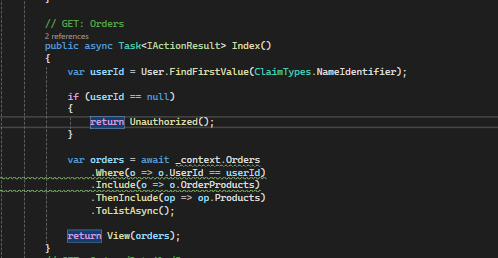 }
// GET: Orders
2 references
public async Task<IActionResult> Index()
{
var userId = User.FindFirstValue(ClaimTypes.NameIdentifier);
if (userId == null)
{
return Unauthorized();
}
var orders = await _context.Orders
.Where(o => o.UserId == userId)
.Include(o => o.OrderProducts)
.ThenInclude(op => op.Products)
.ToListAsync();
return View(orders);
}